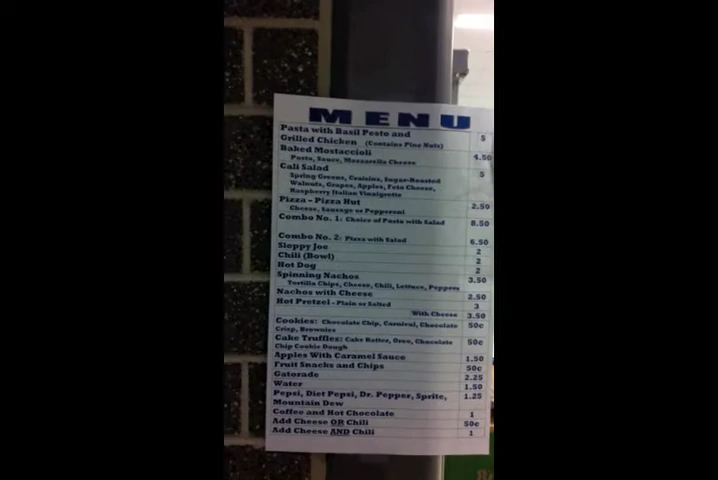 MENU
Pasta with Basil Pesto and
Grilled Chicken (Contains Pine Nuts) 5
Baked Mostaccioli 4.50
Pasta, Sauce, Mozzarella Cheese
Cali Salad 5
Spring Greens, Craisins, Sugar-Roasted
Walnuts, Grapes, Apples, Feta Cheese,
Raspberry Italian Vinaigrette
Pizza – Pizza Hut 2.50
Cheese, Sausage or Pepperoni
Combo No. 1: Choice of Pasta with Salad 8.50
Combo No. 2: Pizza with Salad 6.50
Sloppy Joe 2
Chili (Bowl) 2
Hot Dog 2
Spinning Nachos 3.50
Tortilla Chips, Cheese, Chili, Lettuce, Peppers
Nachos with Cheese 2.50
Hot Pretzel - Plain or Salted 3
With Cheese 3.50
Cookies: Chocolate Chip, Carnival, Chocolate 50¢
Crisp, Brownies
Cake Truffles: Cake Batter, Oreo, Chocolate 50¢
Chip Cookie Dough
Apples With Caramel Sauce 1.50
Fruit Snacks and Chips 50¢
Gatorade 2.25
Water 1.50
Pepsi, Diet Pepsi, Dr. Pepper, Sprite, 1.25
Mountain Dew
Coffee and Hot Chocolate 1
Add Cheese OR Chili 50¢
Add Cheese AND Chili 1